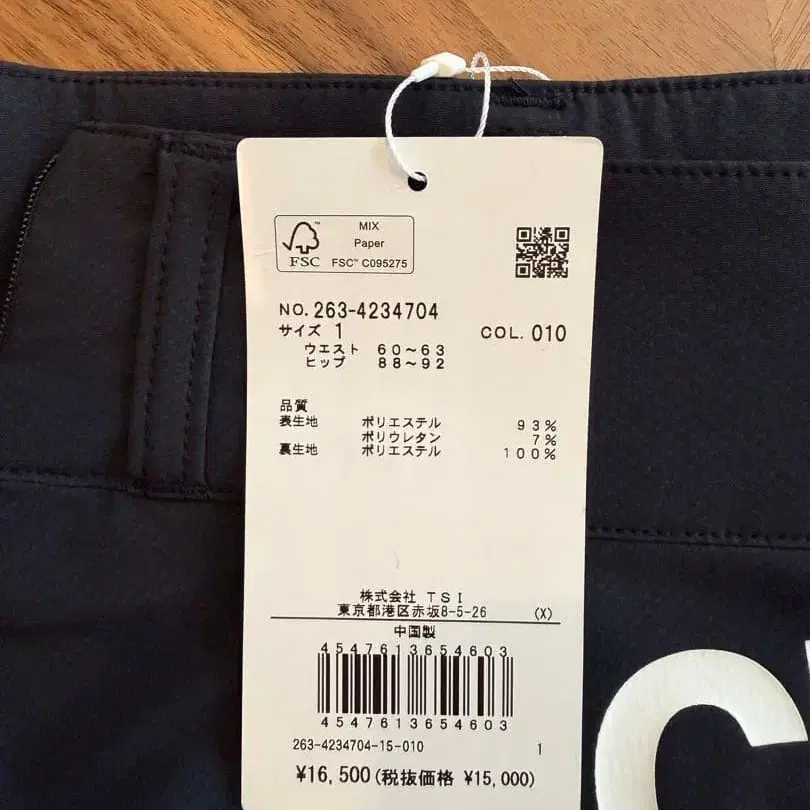 MIX
Paper
FSC™ C095275
FSC
NO. 263-4234704
サイズ 1
COL. 010
ウエスト 60~63
ヒップ 88~92
品質
表生地 ポリエステル 93%
ポリウレタン 7%
裏生地 ポリエステル 100%
株式会社 TSI
東京都港区赤坂8-5-26 (X)
中国製
4547613654603
4547613654603
263-4234704-15-010 1
¥16,500(税抜価格 ¥15,000)